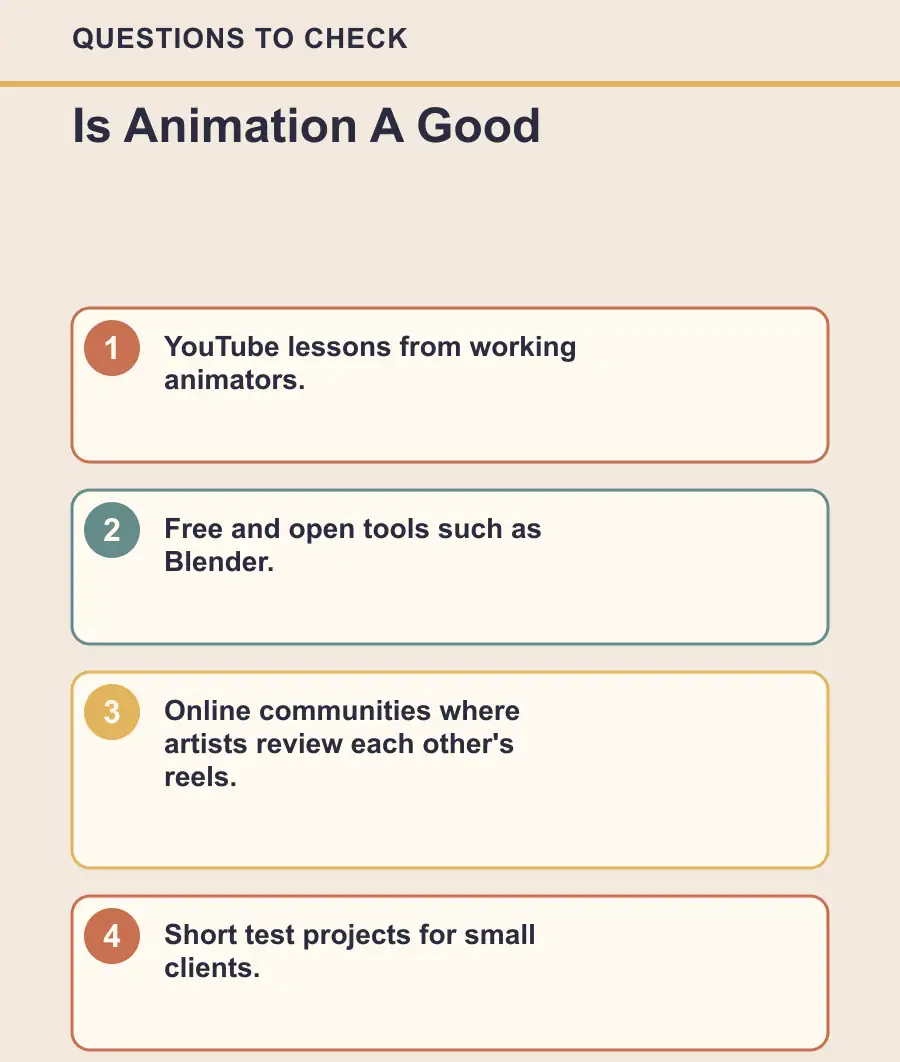 QUESTIONS TO CHECK
Is Animation A Good
1
YouTube lessons from working
animators.
2
Free and open tools such as
Blender.
3
Online communities where
artists review each other's
reels.
4
Short test projects for small
clients.